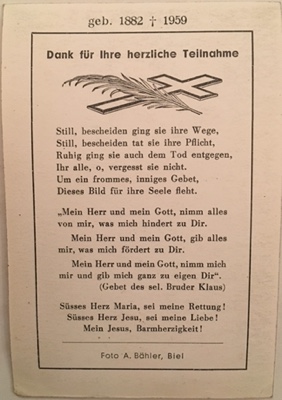 geb. 1882 † 1959
Dank für Ihre herzliche Teilnahme
Still, bescheiden ging sie ihre Wege,
Still, bescheiden tat sie ihre Pflicht,
Ruhig ging sie auch dem Tod entgegen,
Ihr alle, o, vergesst sie nicht.
Um ein frommes, inniges Gebet,
Dieses Bild für ihre Seele fleht.
„Mein Herr und mein Gott, nimm alles
von mir, was mich hindert zu Dir.
Mein Herr und mein Gott, gib alles
mir, was mich fördert zu Dir.
Mein Herr und mein Gott, nimm mich
mir und gib mich ganz zu eigen Dir".
(Gebet des sel. Bruder Klaus)
Süsses Herz Maria, sei meine Rettung!
Süsses Herz Jesu, sei meine Liebe!
Mein Jesus, Barmherzigkeit!
Foto A. Bähler, Biel